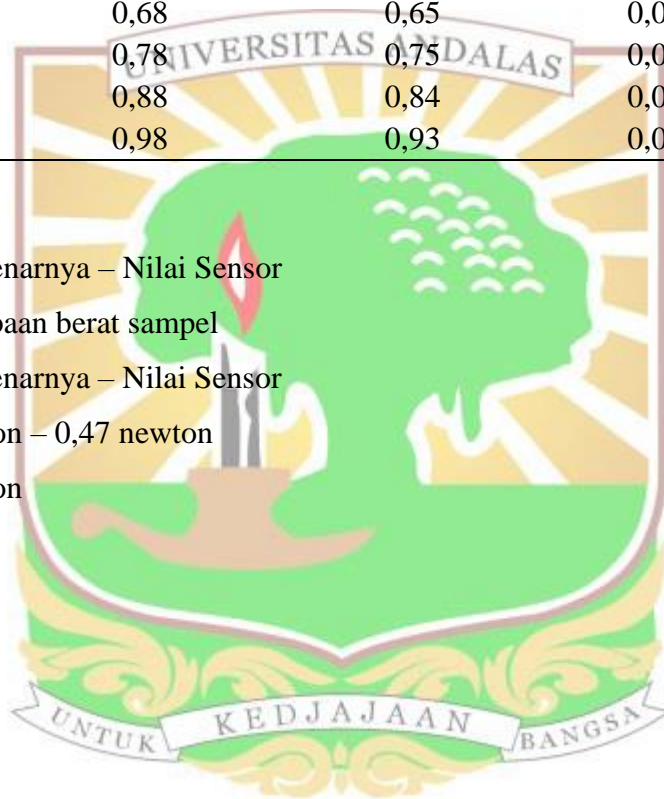 0,68 0,65 0,0
UNIVERSITAS ANDALAS
0,78 0,75 0,0
0,88 0,84 0,0
0,98 0,93 0,0
enarnya – Nilai Sensor
aan berat sampel
enarnya – Nilai Sensor
on – 0,47 newton
on
UNTUK KEDJAJAAN BANGSA